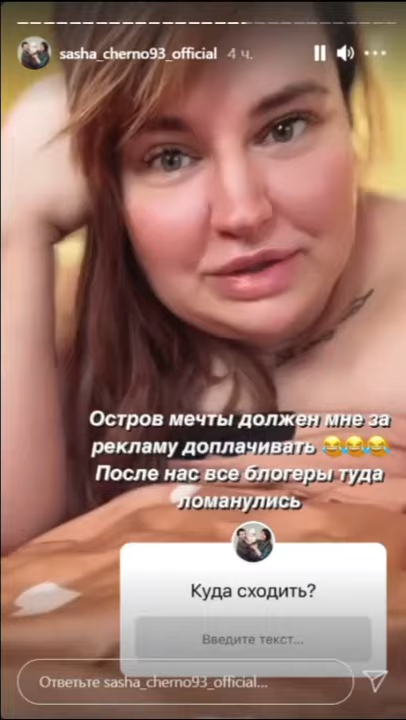 sasha_cherno93_official 4 ч.
Остров мечты должен мне за
рекламу доплачивать 😂😂😂
После нас все блогеры туда
ломанулись
Куда сходить?
Введите текст...
Ответьте sasha_cherno93_official...